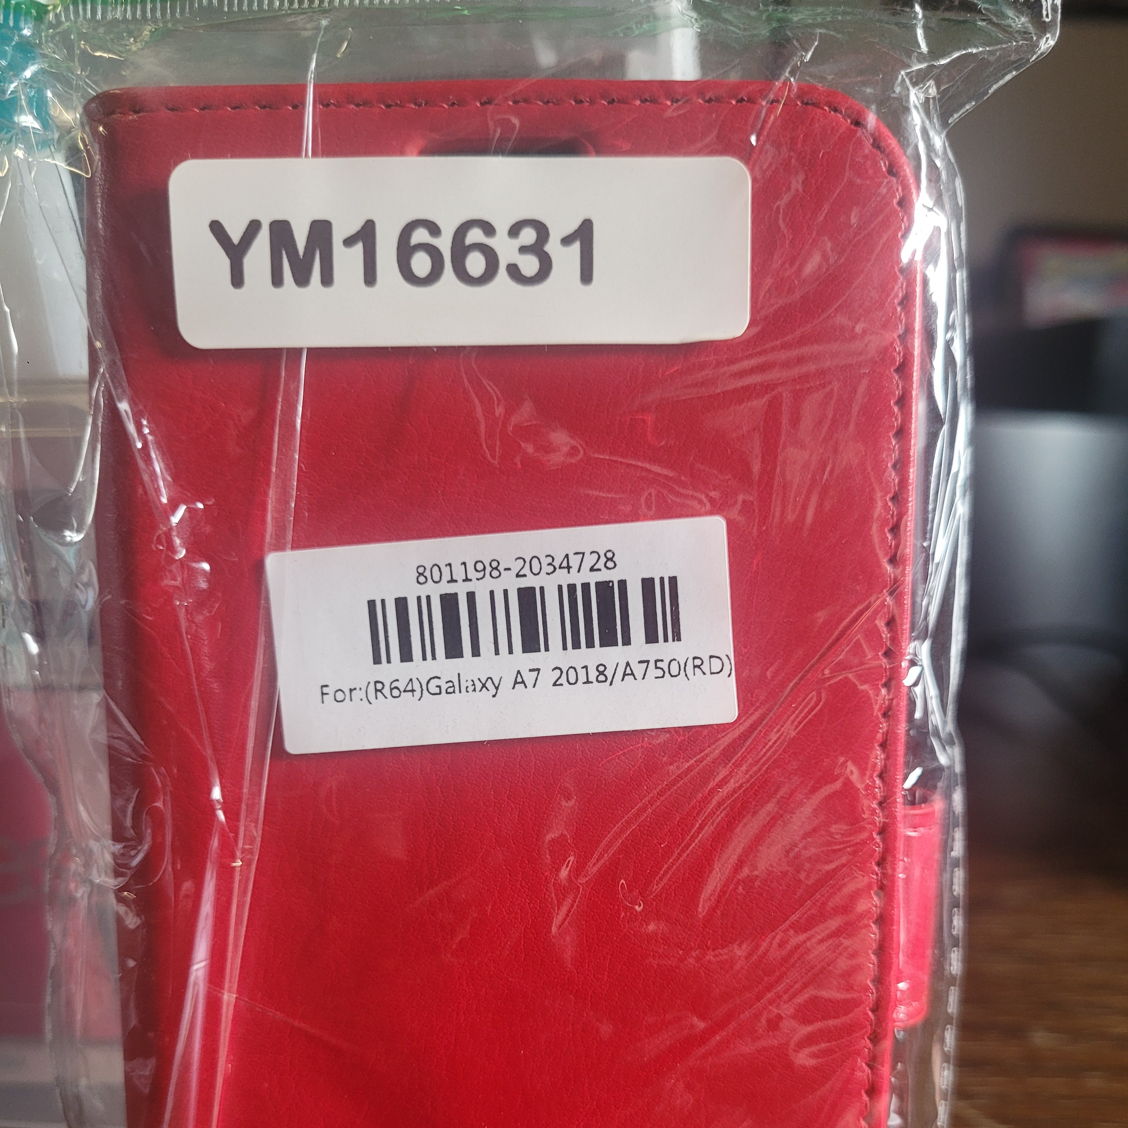 YM16631
801198-2034728
For:(R64)Galaxy A7 2018/A750(RD)